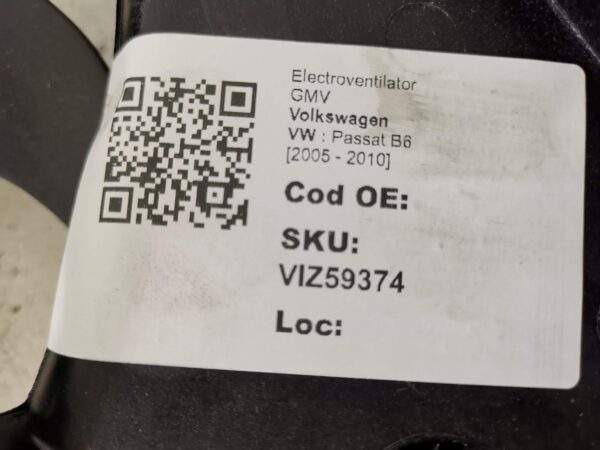 Electroventilator
GMV
Volkswagen
VW : Passat B6
[2005 - 2010]
Cod OE:
SKU:
VIZ59374
Loc: